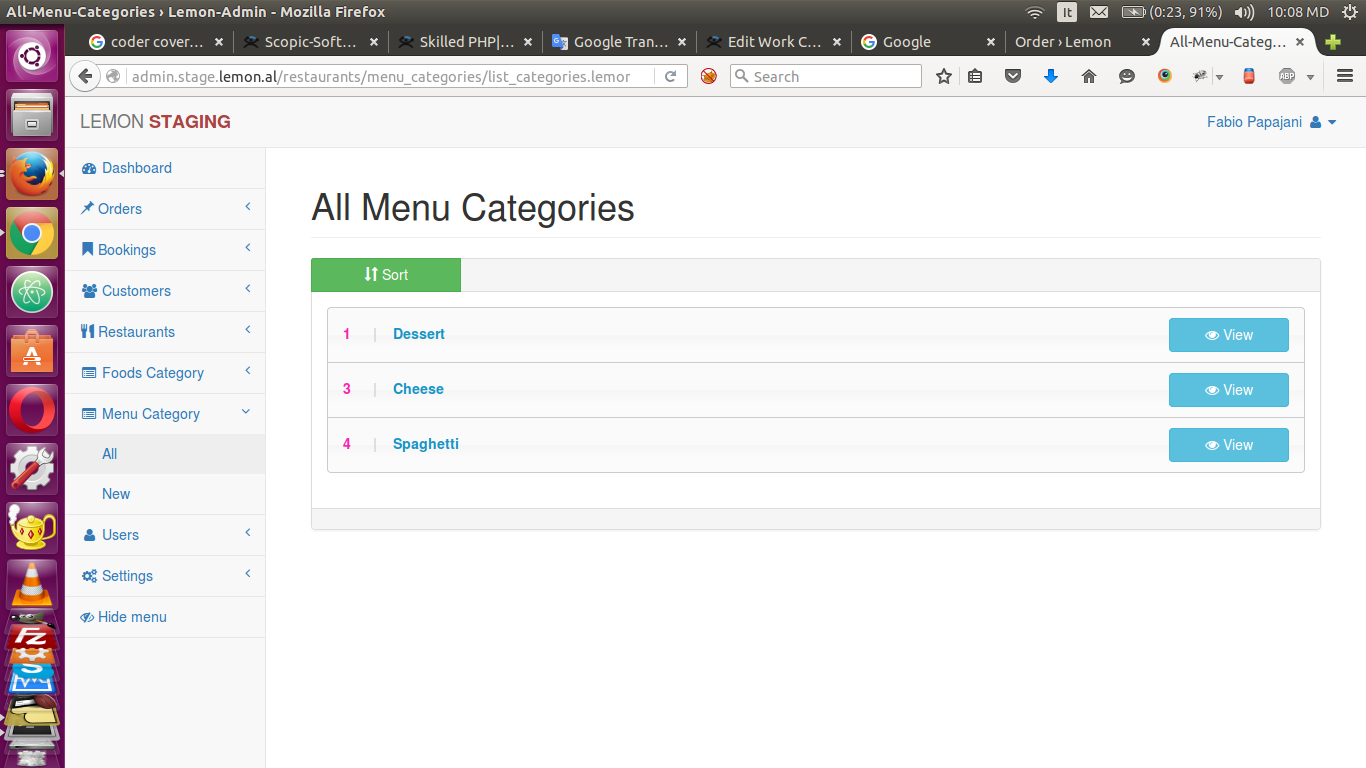 All-Menu-Categories › Lemon-Admin - Mozilla Firefox
It
(0:23, 91%)
10:08 MD
coder cover...
Scopic-Soft...
Skilled PHP|...
Google Tran...
Edit Work C...
Google
Order › Lemon
All-Menu-Categ...
admin.stage.lemon.al/restaurants/menu_categories/list_categories.lemor
Search
ABP
LEMON STAGING
Fabio Papajani
Dashboard
Orders
Bookings
Customers
Restaurants
Foods Category
Menu Category
All
New
Users
Settings
Hide menu
All Menu Categories
Sort
1 | Dessert
View
3 | Cheese
View
4 | Spaghetti
View
Fz
S